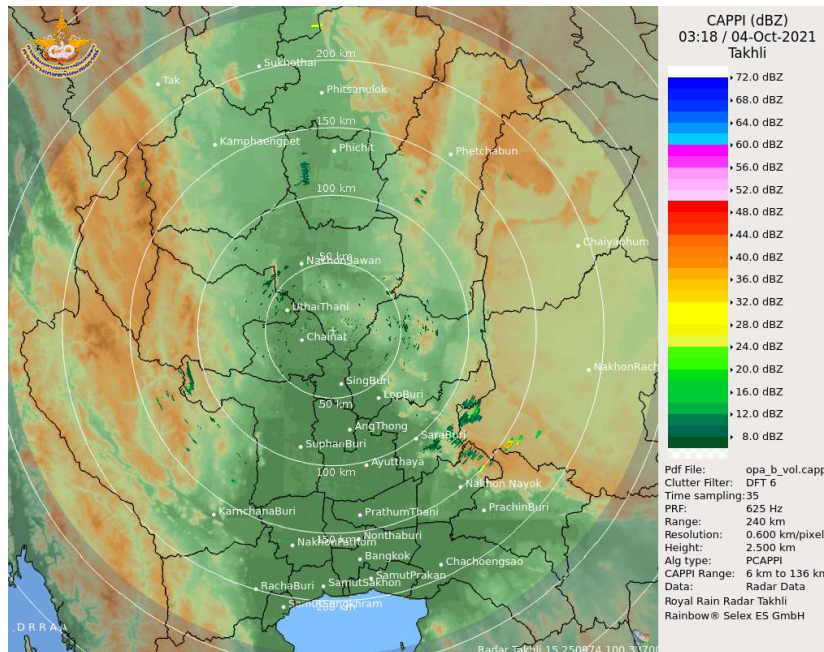 CAPPI (dBZ)
03:18 / 04-Oct-2021
Takhli
72.0 dBZ
68.0 dBZ
64.0 dBZ
60.0 dBZ
56.0 dBZ
52.0 dBZ
48.0 dBZ
44.0 dBZ
40.0 dBZ
36.0 dBZ
32.0 dBZ
28.0 dBZ
24.0 dBZ
20.0 dBZ
16.0 dBZ
12.0 dBZ
8.0 dBZ
Pdf File: opa_b_vol.capp
Clutter Filter: DFT 6
Time sampling:35
PRF: 625 Hz
Range: 240 km
Resolution: 0.600 km/pixel
Height: 2.500 km
Alg type: PCAPPI
CAPPI Range: 6 km to 136 km
Data: Radar Data
Royal Rain Radar Takhli
Rainbow® Selex ES GmbH
200 km
Sukhothai
Tak
Phitsanulok
150 km
Kamphaengpet
Phichit
Phetchabun
100 km
Chaiyaphum
50 km
NakhonSawan
UthaiThani
Chainat
NakhonRach
SingBuri
50 km
LopBuri
AngThong
SaraBuri
SuphanBuri
Ayutthaya
100 km
Nakhon Nayok
KarnchanaBuri
PrathumThani
PrachinBuri
150 km
Nonthaburi
NakhonPathom
Bangkok
Chachoengsao
SamutPrakan
RachaBuri
SamutSakhon
SamutSongkhram
200 km
D R R A A